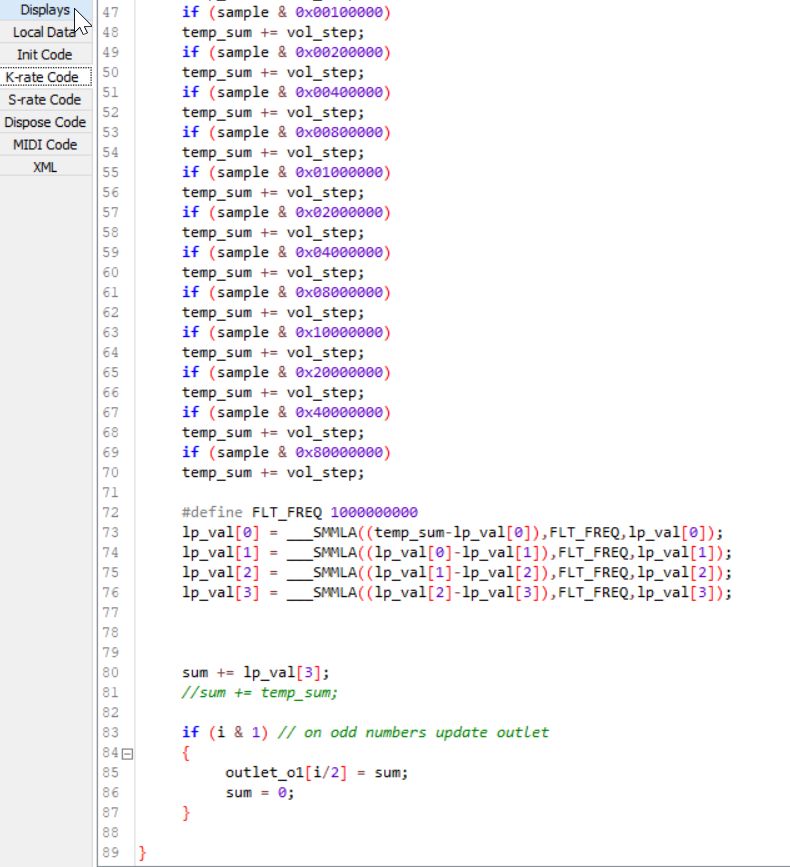 Displays
Local Data
Init Code
K-rate Code
S-rate Code
Dispose Code
MIDI Code
XML
47 if (sample & 0x00100000)
48 temp_sum += vol_step;
49 if (sample & 0x00200000)
50 temp_sum += vol_step;
51 if (sample & 0x00400000)
52 temp_sum += vol_step;
53 if (sample & 0x00800000)
54 temp_sum += vol_step;
55 if (sample & 0x01000000)
56 temp_sum += vol_step;
57 if (sample & 0x02000000)
58 temp_sum += vol_step;
59 if (sample & 0x04000000)
60 temp_sum += vol_step;
61 if (sample & 0x08000000)
62 temp_sum += vol_step;
63 if (sample & 0x10000000)
64 temp_sum += vol_step;
65 if (sample & 0x20000000)
66 temp_sum += vol_step;
67 if (sample & 0x40000000)
68 temp_sum += vol_step;
69 if (sample & 0x80000000)
70 temp_sum += vol_step;
71
72 #define FLT_FREQ 1000000000
73 lp_val[0] = ___SMMLA((temp_sum-lp_val[0]),FLT_FREQ,lp_val[0]);
74 lp_val[1] = ___SMMLA((lp_val[0]-lp_val[1]),FLT_FREQ,lp_val[1]);
75 lp_val[2] = ___SMMLA((lp_val[1]-lp_val[2]),FLT_FREQ,lp_val[2]);
76 lp_val[3] = ___SMMLA((lp_val[2]-lp_val[3]),FLT_FREQ,lp_val[3]);
77
78
79
80 sum += lp_val[3];
81 //sum += temp_sum;
82
83 if (i & 1) // on odd numbers update outlet
84 {
85 outlet_o1[i/2] = sum;
86 sum = 0;
87 }
88
89 }